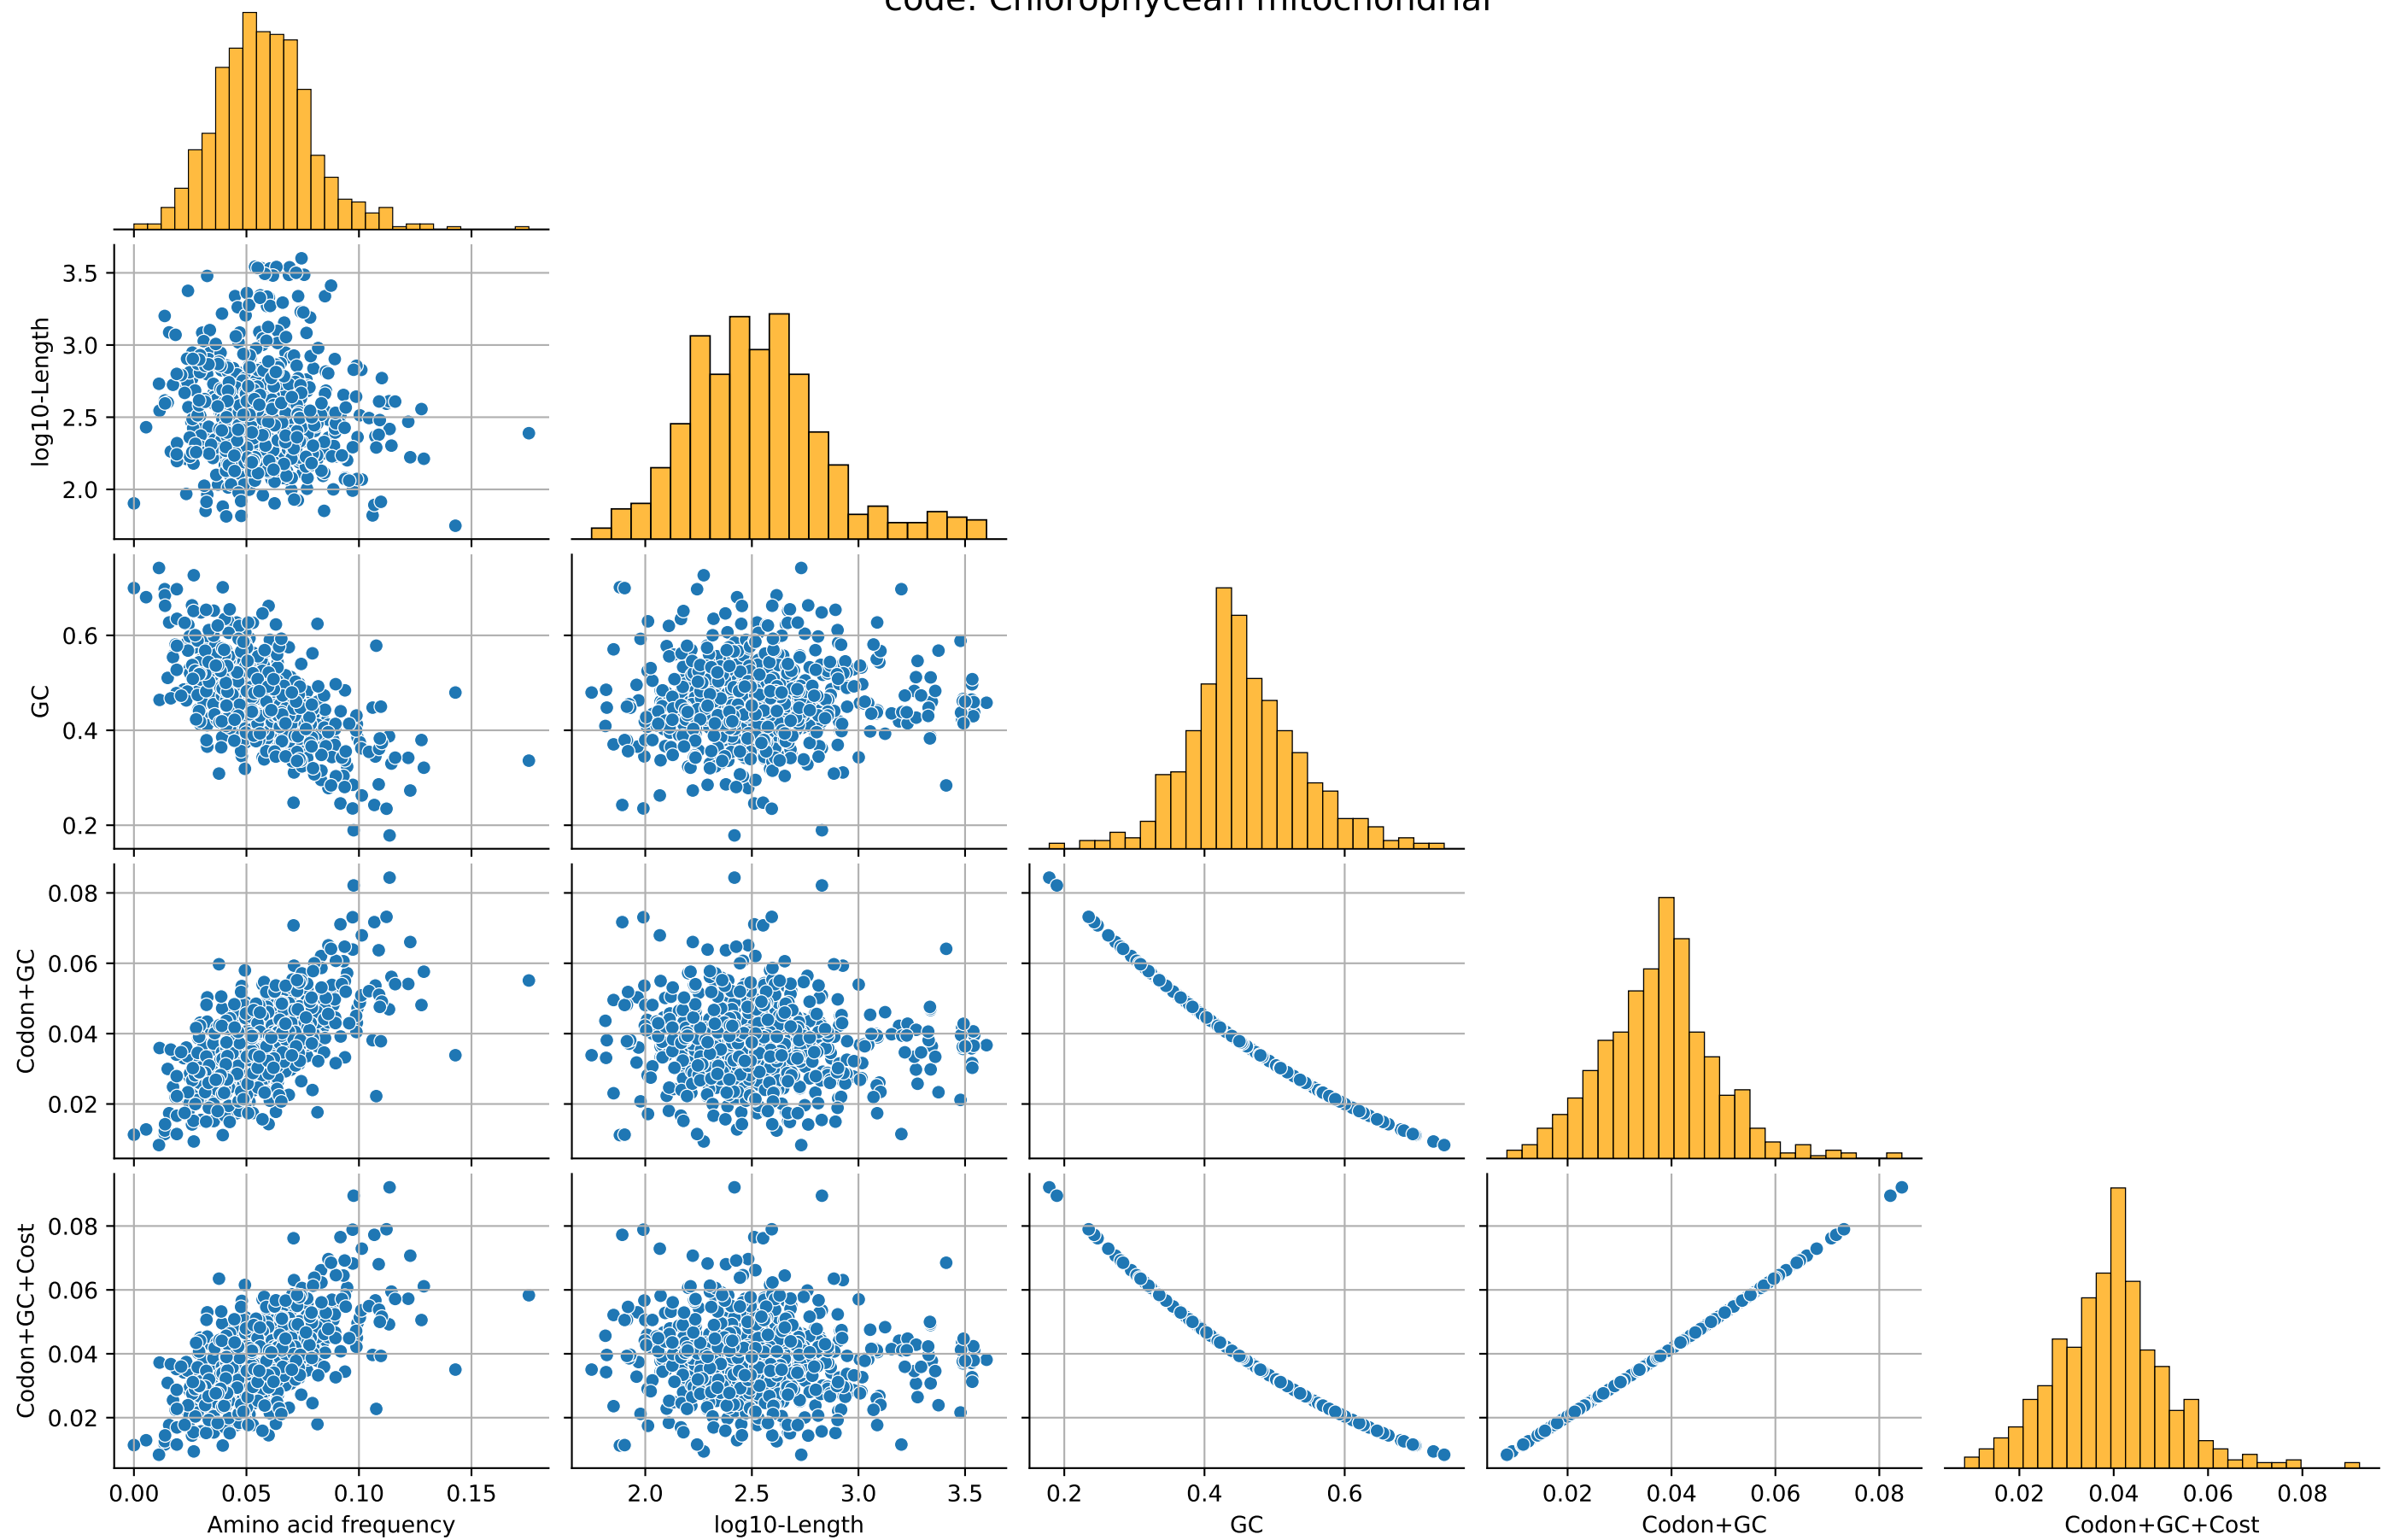 code: Chlorophycean mitochondrial
3.5
3.0
2.5
2.0
log10-Length
0.6
0.4
0.2
GC
0.08
0.06
0.04
0.02
Codon+GC
0.08
0.06
0.04
0.02
Codon+GC+Cost
0.00 0.05 0.10 0.15
2.0 2.5 3.0 3.5
0.2 0.4 0.6
0.02 0.04 0.06 0.08
0.02 0.04 0.06 0.08
Amino acid frequency
log10-Length
GC
Codon+GC
Codon+GC+Cost